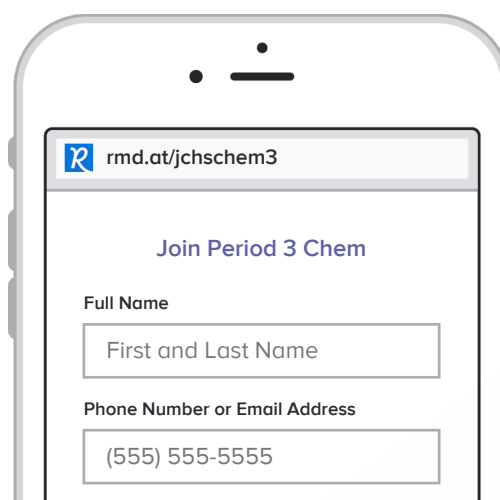 rmd.at/jchschem3
Join Period 3 Chem
Full Name
First and Last Name
Phone Number or Email Address
(555) 555-5555